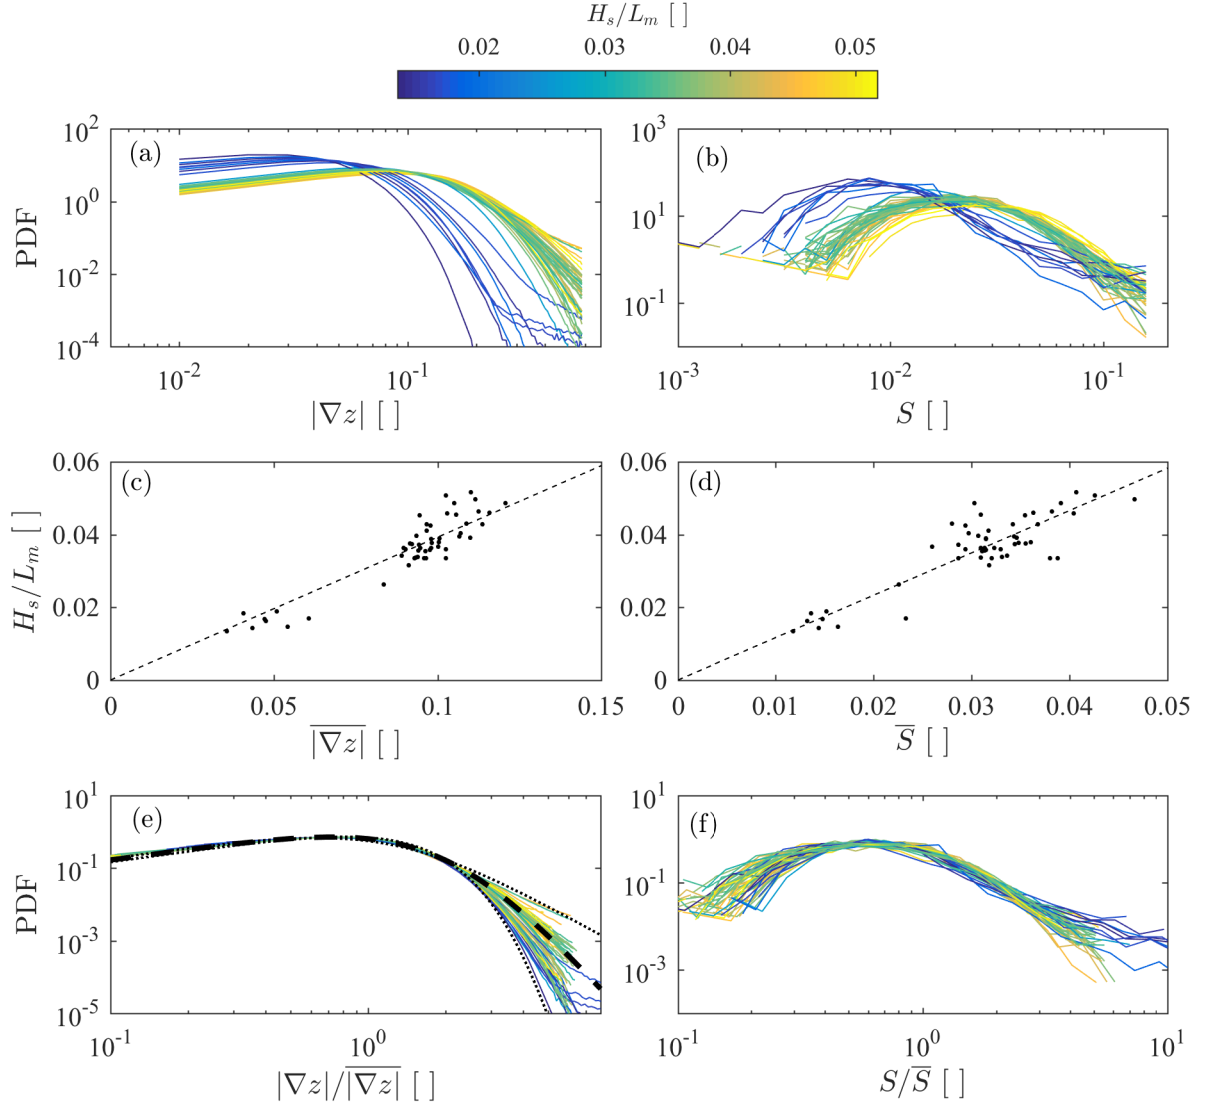 H_s/L_m [ ]
0.02 0.03 0.04 0.05
(a)
PDF
10^2
10^0
10^-2
10^-4
10^-2 10^-1
|∇z| [ ]
(b)
10^3
10^1
10^-1
10^-3 10^-2 10^-1
S [ ]
(c)
H_s/L_m [ ]
0.06
0.04
0.02
0
0 0.05 0.1 0.15
|∇z|̅ [ ]
(d)
0.06
0.04
0.02
0
0 0.01 0.02 0.03 0.04 0.05
S̅ [ ]
(e)
PDF
10^1
10^-1
10^-3
10^-5
10^-1 10^0
|∇z|/|∇z|̅ [ ]
(f)
10^1
10^-1
10^-3
10^-1 10^0 10^1
S/S̅ [ ]